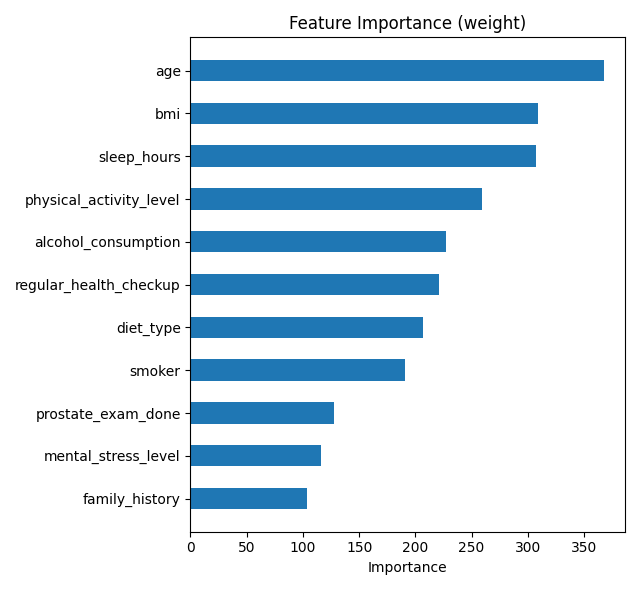 Feature Importance (weight)
age
bmi
sleep_hours
physical_activity_level
alcohol_consumption
regular_health_checkup
diet_type
smoker
prostate_exam_done
mental_stress_level
family_history
0 50 100 150 200 250 300 350
Importance